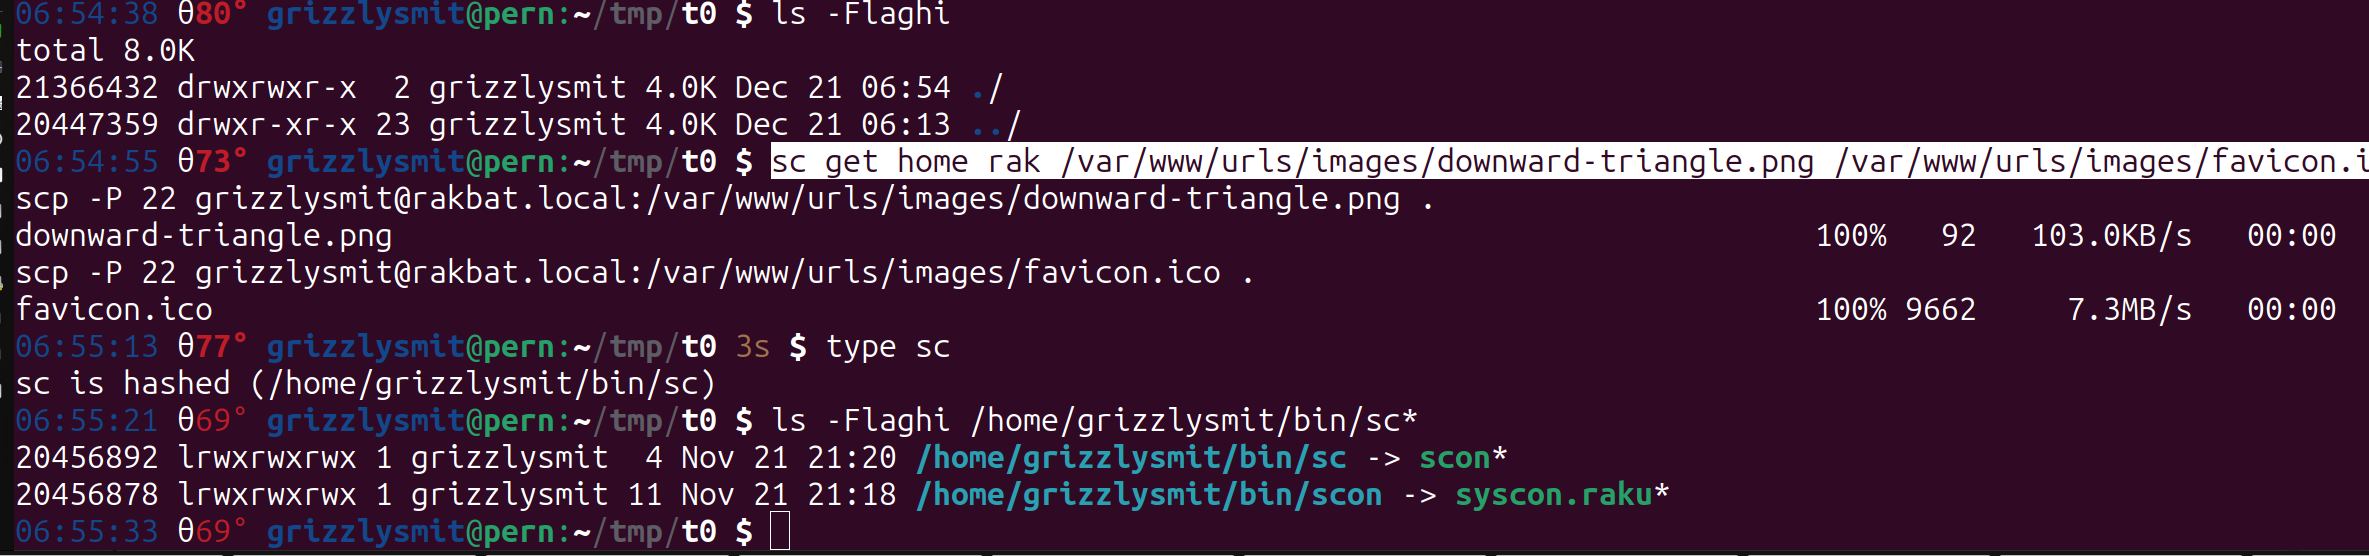 06:54:38 θ80° grizzlysmit@pern:~/tmp/t0 $ ls -Flaghi
total 8.0K
21366432 drwxrwxr-x  2 grizzlysmit 4.0K Dec 21 06:54 ./
20447359 drwxr-xr-x 23 grizzlysmit 4.0K Dec 21 06:13 ../
06:54:55 θ73° grizzlysmit@pern:~/tmp/t0 $ sc get home rak /var/www/urls/images/downward-triangle.png /var/www/urls/images/favicon.i
scp -P 22 grizzlysmit@rakbat.local:/var/www/urls/images/downward-triangle.png .
downward-triangle.png 100% 92 103.0KB/s 00:00
scp -P 22 grizzlysmit@rakbat.local:/var/www/urls/images/favicon.ico .
favicon.ico 100% 9662 7.3MB/s 00:00
06:55:13 θ77° grizzlysmit@pern:~/tmp/t0 3s $ type sc
sc is hashed (/home/grizzlysmit/bin/sc)
06:55:21 θ69° grizzlysmit@pern:~/tmp/t0 $ ls -Flaghi /home/grizzlysmit/bin/sc*
20456892 lrwxrwxrwx 1 grizzlysmit  4 Nov 21 21:20 /home/grizzlysmit/bin/sc -> scon*
20456878 lrwxrwxrwx 1 grizzlysmit 11 Nov 21 21:18 /home/grizzlysmit/bin/scon -> syscon.raku*
06:55:33 θ69° grizzlysmit@pern:~/tmp/t0 $